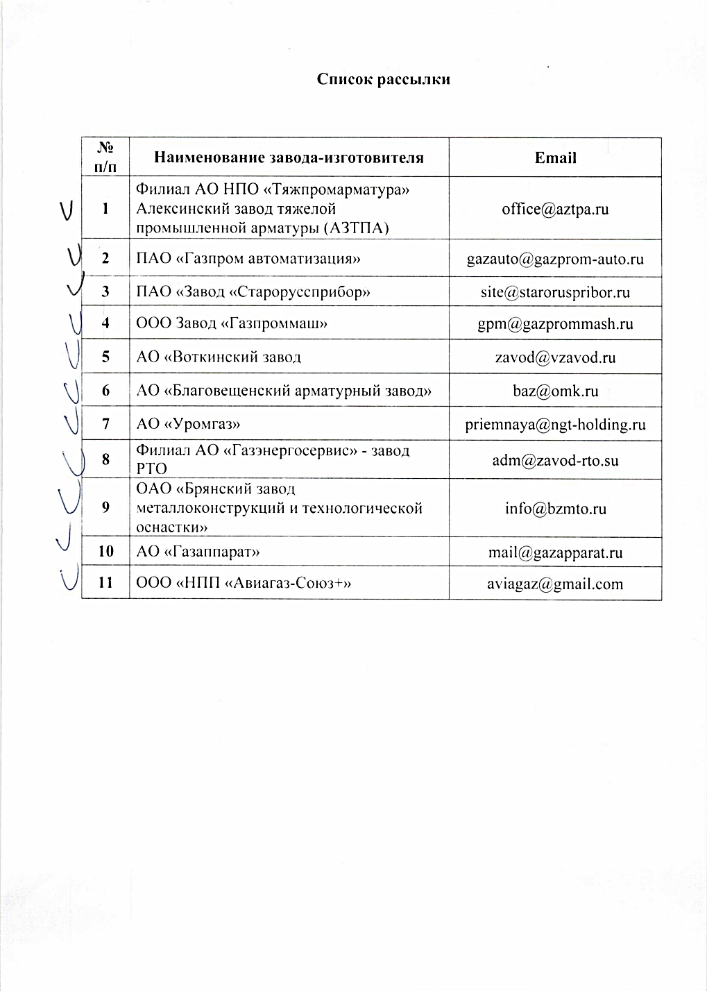 Список рассылки
№
п/п
Наименование завода-изготовителя
Email
1
Филиал АО НПО «Тяжпромарматура»
Алексинский завод тяжелой
промышленной арматуры (АЗТПА)
office@aztpa.ru
2
ПАО «Газпром автоматизация»
gazauto@gazprom-auto.ru
3
ПАО «Завод «Старорусcприбор»
site@staroruspribor.ru
4
ООО Завод «Газпроммаш»
gpm@gazprommash.ru
5
АО «Воткинский завод
zavod@vzavod.ru
6
АО «Благовещенский арматурный завод»
baz@omk.ru
7
АО «Уромгаз»
priemnaya@ngt-holding.ru
8
Филиал АО «Газэнергосервис» - завод
РТО
adm@zavod-rto.su
9
ОАО «Брянский завод
металлоконструкций и технологической
оснастки»
info@bzmto.ru
10
АО «Газаппарат»
mail@gazapparat.ru
11
ООО «НПП «Авиагаз-Союз+»
aviagaz@gmail.com